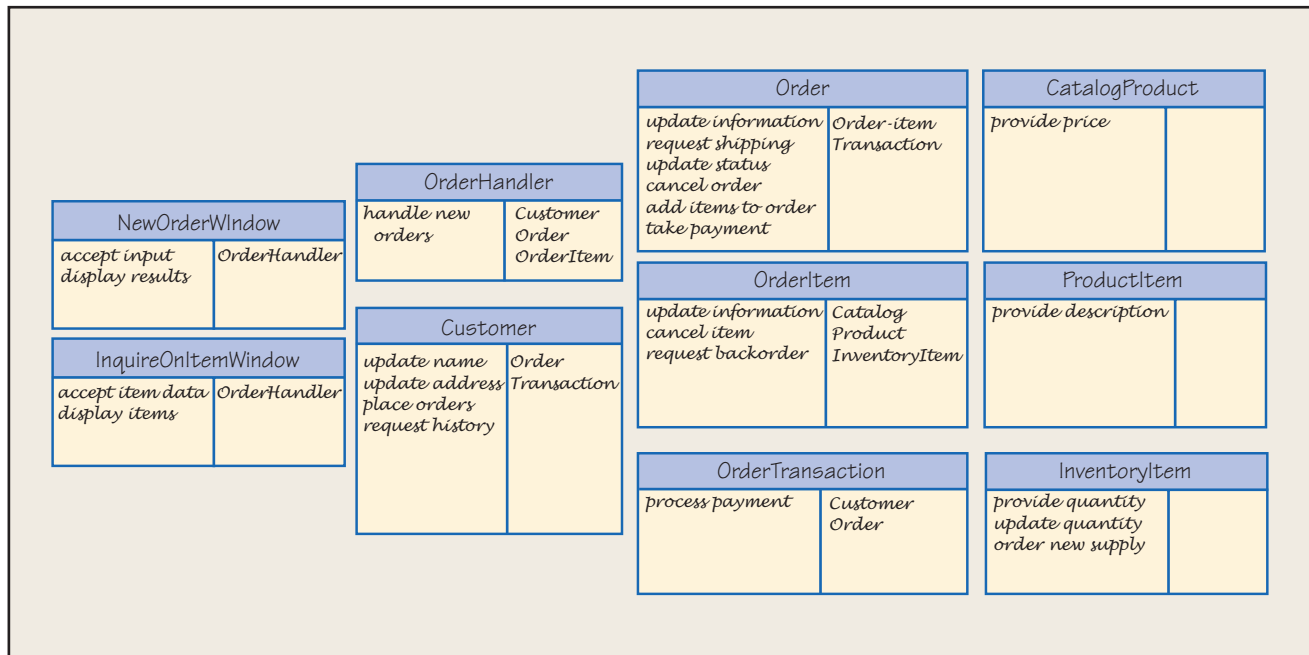 NewOrderWIndow
accept input
display results
OrderHandler
InquireOnItemWindow
accept item data
display items
OrderHandler
OrderHandler
handle new
orders
Customer
Order
OrderItem
Customer
update name
update address
place orders
request history
Order
Transaction
Order
update information
request shipping
update status
cancel order
add items to order
take payment
Order-item
Transaction
OrderItem
update information
cancel item
request backorder
Catalog
Product
InventoryItem
OrderTransaction
process payment
Customer
Order
CatalogProduct
provide price
ProductItem
provide description
InventoryItem
provide quantity
update quantity
order new supply